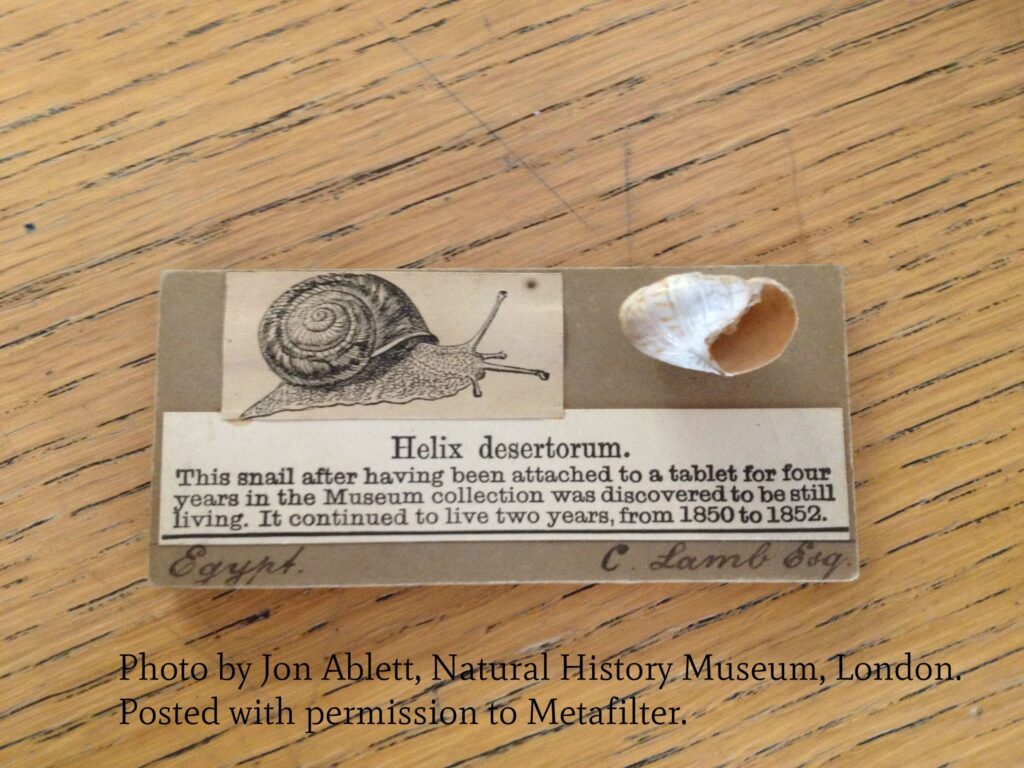 Helix desertorum.
This snail after having been attached to a tablet for four
years in the Museum collection was discovered to be still
living. It continued to live two years, from 1850 to 1852.
Egypt. C. Lamb Esq.
Photo by Jon Ablett, Natural History Museum, London.
Posted with permission to Metafilter.